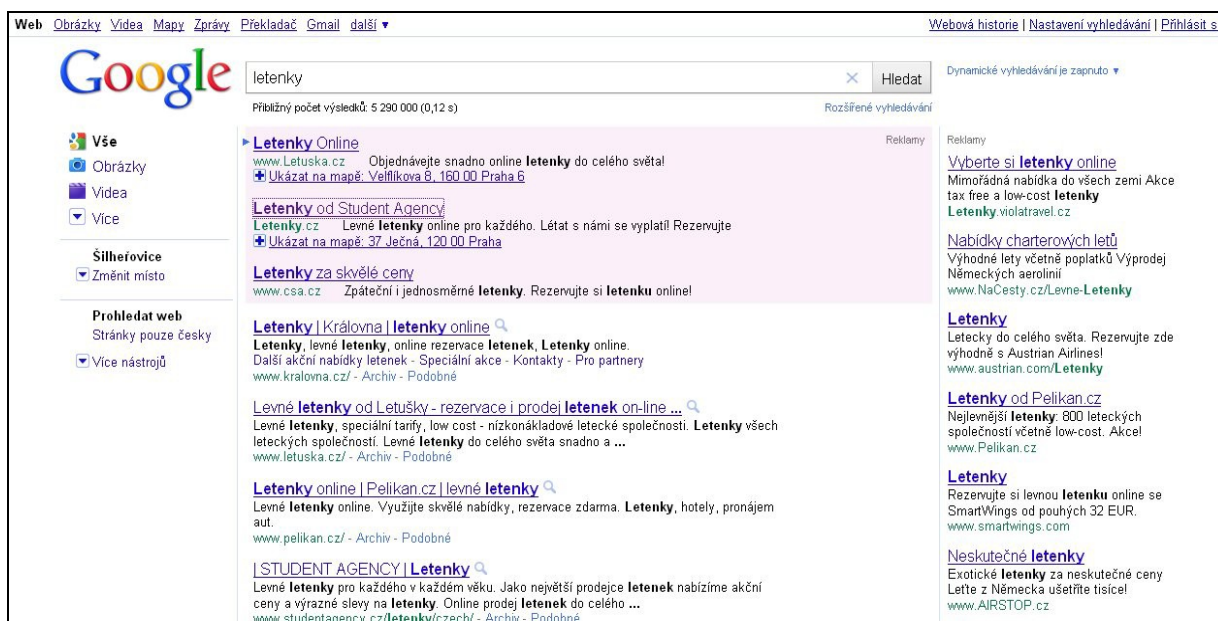 Web Obrázky Videa Mapy Zprávy Překladač Gmail další ▼
Webová historie | Nastavení vyhledávání | Přihlásit s
Google
letenky
Hledat
Dynamické vyhledávání je zapnuto ▼
Přibližný počet výsledků: 5 290 000 (0,12 s)
Rozšířené vyhledávání
Vše
Obrázky
Videa
Více
Šilheřovice
Změnit místo
Prohledat web
Stránky pouze česky
Více nástrojů
Letenky Online
Reklamy
www.Letuska.cz Objednávejte snadno online letenky do celého světa!
Ukázat na mapě: Velflíkova 8, 160 00 Praha 6
Letenky od Student Agency
Letenky.cz Levné letenky online pro každého. Létat s námi se vyplatí! Rezervujte
Ukázat na mapě: 37 Ječná, 120 00 Praha
Letenky za skvělé ceny
www.csa.cz Zpáteční i jednosměrné letenky. Rezervujte si letenku online!
Letenky | Královna | letenky online
Letenky, levné letenky, online rezervace letenek, Letenky online.
Další akční nabídky letenek - Speciální akce - Kontakty - Pro partnery
www.kralovna.cz/ - Archiv - Podobné
Levné letenky od Letušky - rezervace i prodej letenek on-line ...
Levné letenky, speciální tarify, low cost - nízkonákladové letecké společnosti. Letenky všech
leteckých společností. Levné letenky do celého světa snadno a ...
www.letuska.cz/ - Archiv - Podobné
Letenky online | Pelikan.cz | levné letenky
Levné letenky online. Využijte skvělé nabídky, rezervace zdarma. Letenky, hotely, pronájem
aut.
www.pelikan.cz/ - Archiv - Podobné
| STUDENT AGENCY | Letenky
Levné letenky pro každého v každém věku. Jako největší prodejce letenek nabízíme akční
ceny a výrazné slevy na letenky. Online prodej letenek do celého ...
www.studentagency.cz/letenky/czech/ - Archiv - Podobné
Reklamy
Vyberte si letenky online
Mimořádná nabídka do všech zemi Akce
tax free a low-cost letenky
Letenky.violatravel.cz
Nabídky charterových letů
Výhodné lety včetně poplatků Výprodej
Německých aerolinií
www.NaCesty.cz/Levne-Letenky
Letenky
Letecky do celého světa. Rezervujte zde
výhodně s Austrian Airlines!
www.austrian.com/Letenky
Letenky od Pelikan.cz
Nejlevnější letenky: 800 leteckých
společností včetně low-cost. Akce!
www.Pelikan.cz
Letenky
Rezervujte si levnou letenku online se
SmartWings od pouhých 32 EUR.
www.smartwings.com
Neskutečné letenky
Exotické letenky za neskutečné ceny
Leťte z Německa ušetříte tisíce!
www.AIRSTOP.cz